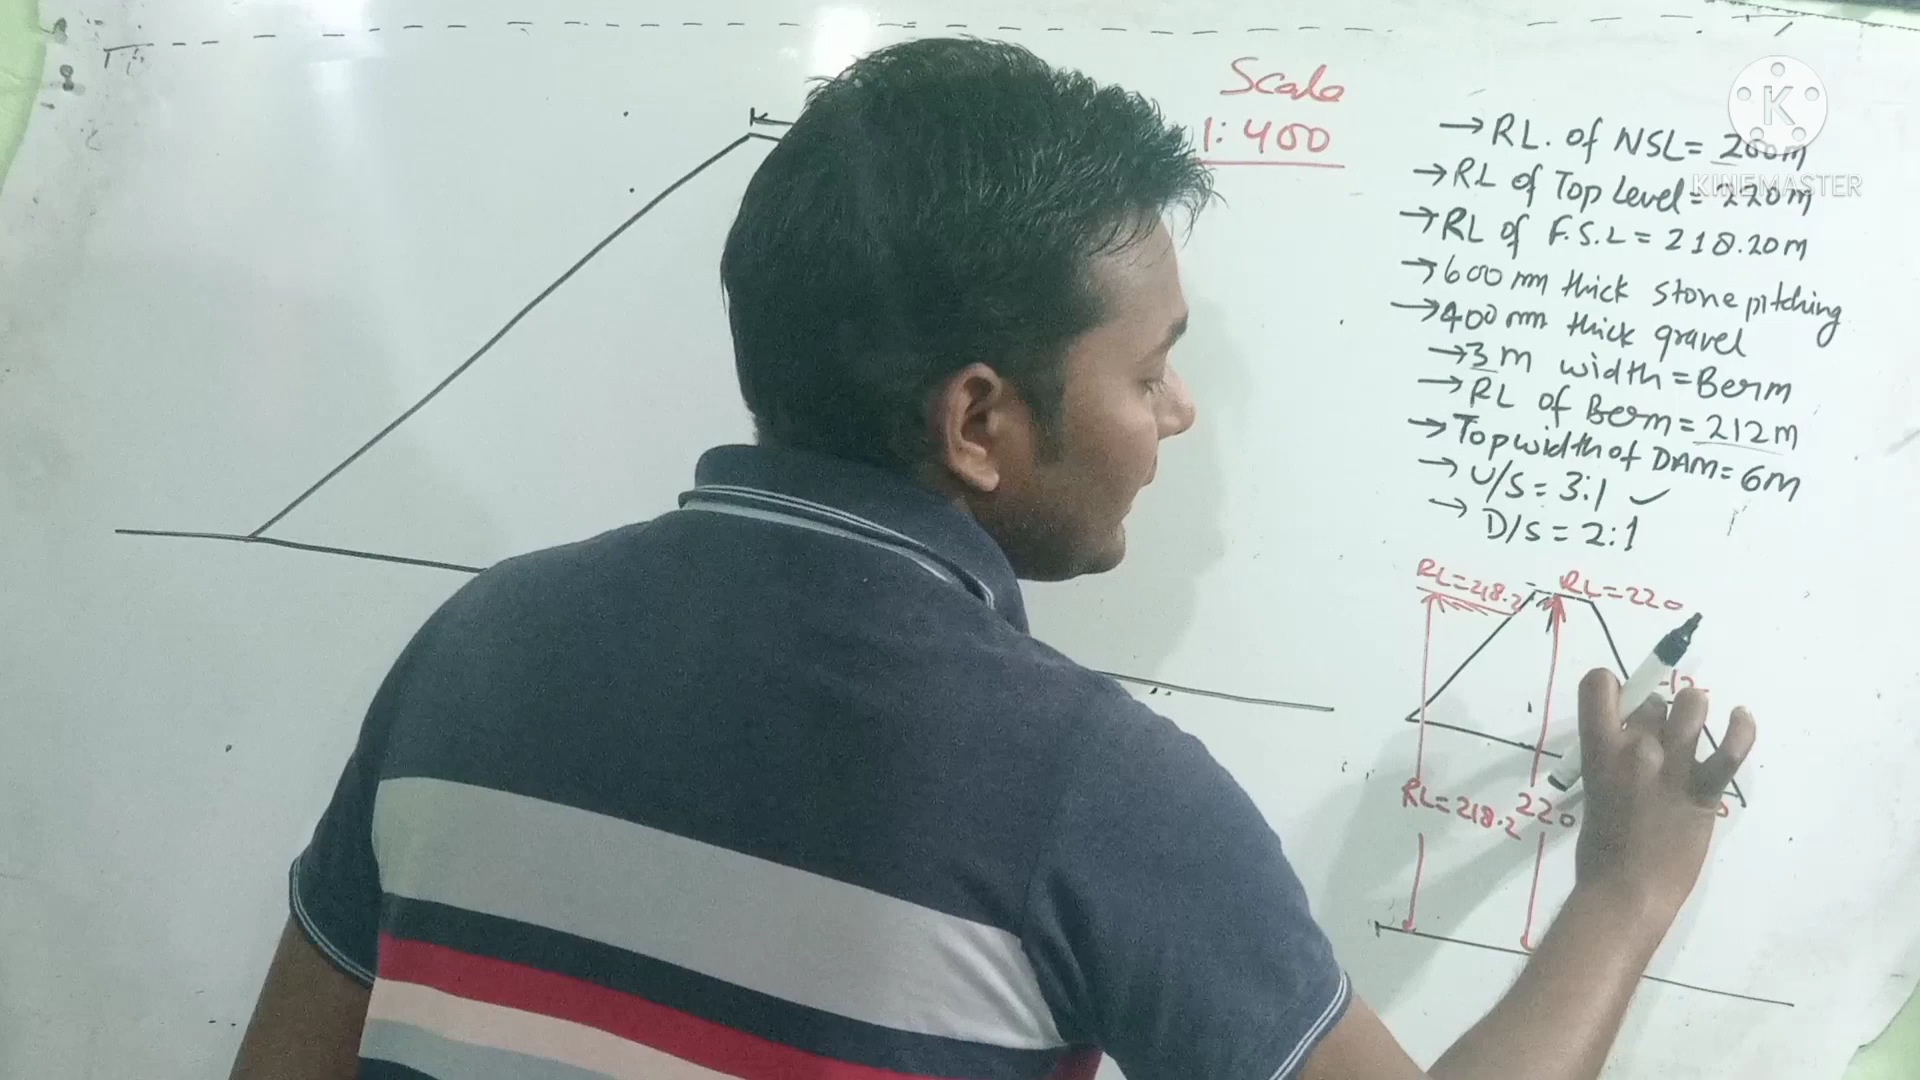 Scale
1:400
→ RL. of NSL = 200m
→ RL of Top Level = 220m
→ RL of F.S.L = 218.20m
→ 600 mm thick stone pitching
→ 400 mm thick gravel
→ 3 m width = Berm
→ RL of Berm = 212m
→ Top width of DAM = 6m
→ U/S = 3:1 ✓
→ D/S = 2:1
RL=218.2
RL=220
RL=218.2
220
K
KINEMASTER